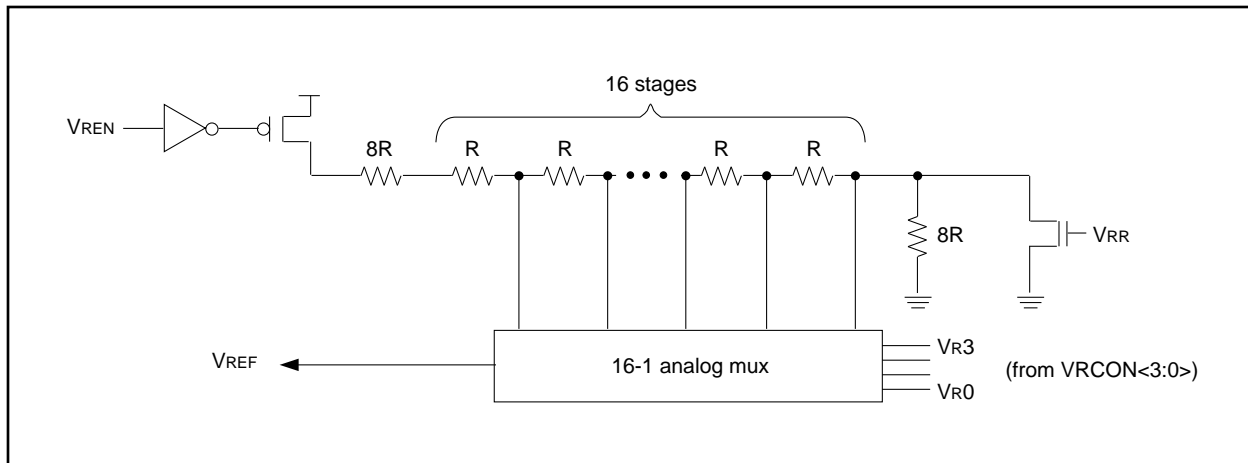 16 stages
VREN
8R
R
R
R
R
8R
VRR
VREF
16-1 analog mux
VR3
(from VRCON<3:0>)
VR0